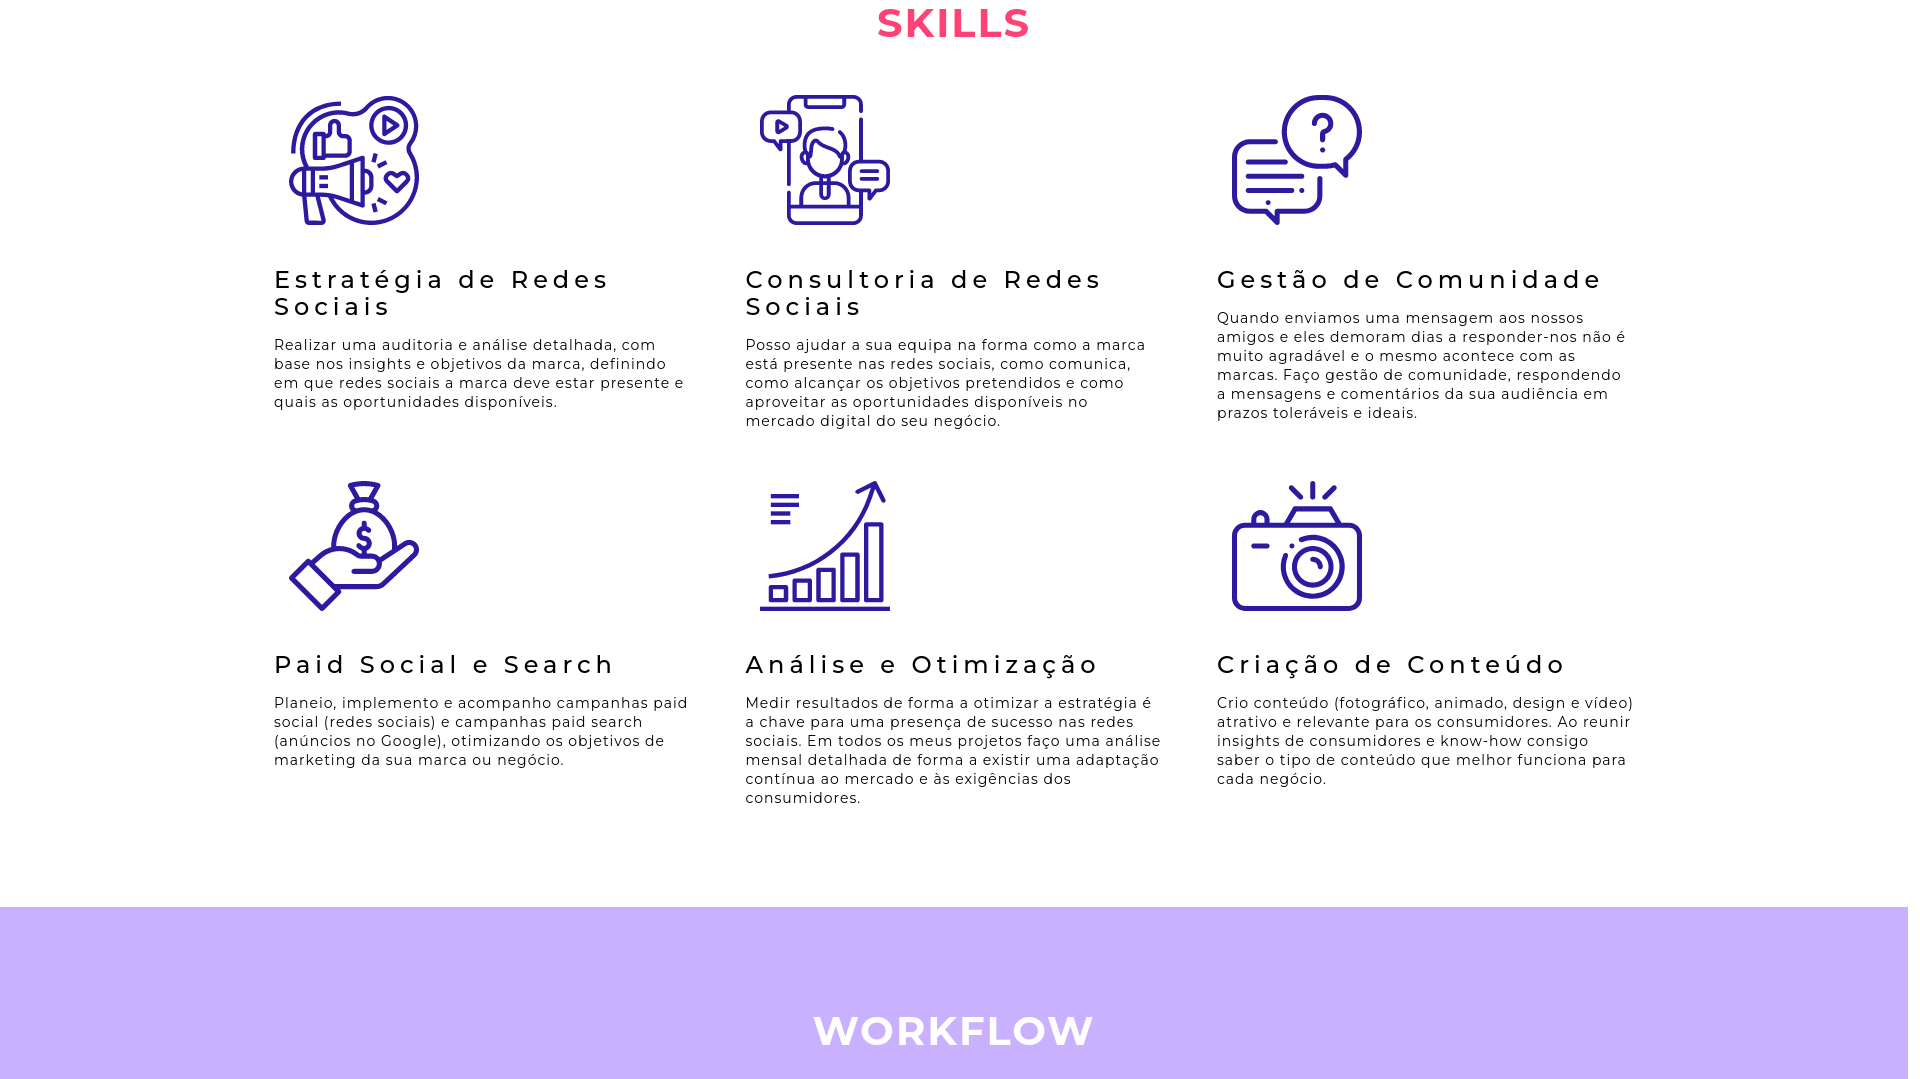 SKILLS
Estratégia de Redes
Sociais
Realizar uma auditoria e análise detalhada, com
base nos insights e objetivos da marca, definindo
em que redes sociais a marca deve estar presente e
quais as oportunidades disponíveis.
Consultoria de Redes
Sociais
Posso ajudar a sua equipa na forma como a marca
está presente nas redes sociais, como comunica,
como alcançar os objetivos pretendidos e como
aproveitar as oportunidades disponíveis no
mercado digital do seu negócio.
Gestão de Comunidade
Quando enviamos uma mensagem aos nossos
amigos e eles demoram dias a responder-nos não é
muito agradável e o mesmo acontece com as
marcas. Faço gestão de comunidade, respondendo
a mensagens e comentários da sua audiência em
prazos toleráveis e ideais.
Paid Social e Search
Planeio, implemento e acompanho campanhas paid
social (redes sociais) e campanhas paid search
(anúncios no Google), otimizando os objetivos de
marketing da sua marca ou negócio.
Análise e Otimização
Medir resultados de forma a otimizar a estratégia é
a chave para uma presença de sucesso nas redes
sociais. Em todos os meus projetos faço uma análise
mensal detalhada de forma a existir uma adaptação
contínua ao mercado e às exigências dos
consumidores.
Criação de Conteúdo
Crio conteúdo (fotográfico, animado, design e vídeo)
atrativo e relevante para os consumidores. Ao reunir
insights de consumidores e know-how consigo
saber o tipo de conteúdo que melhor funciona para
cada negócio.
WORKFLOW